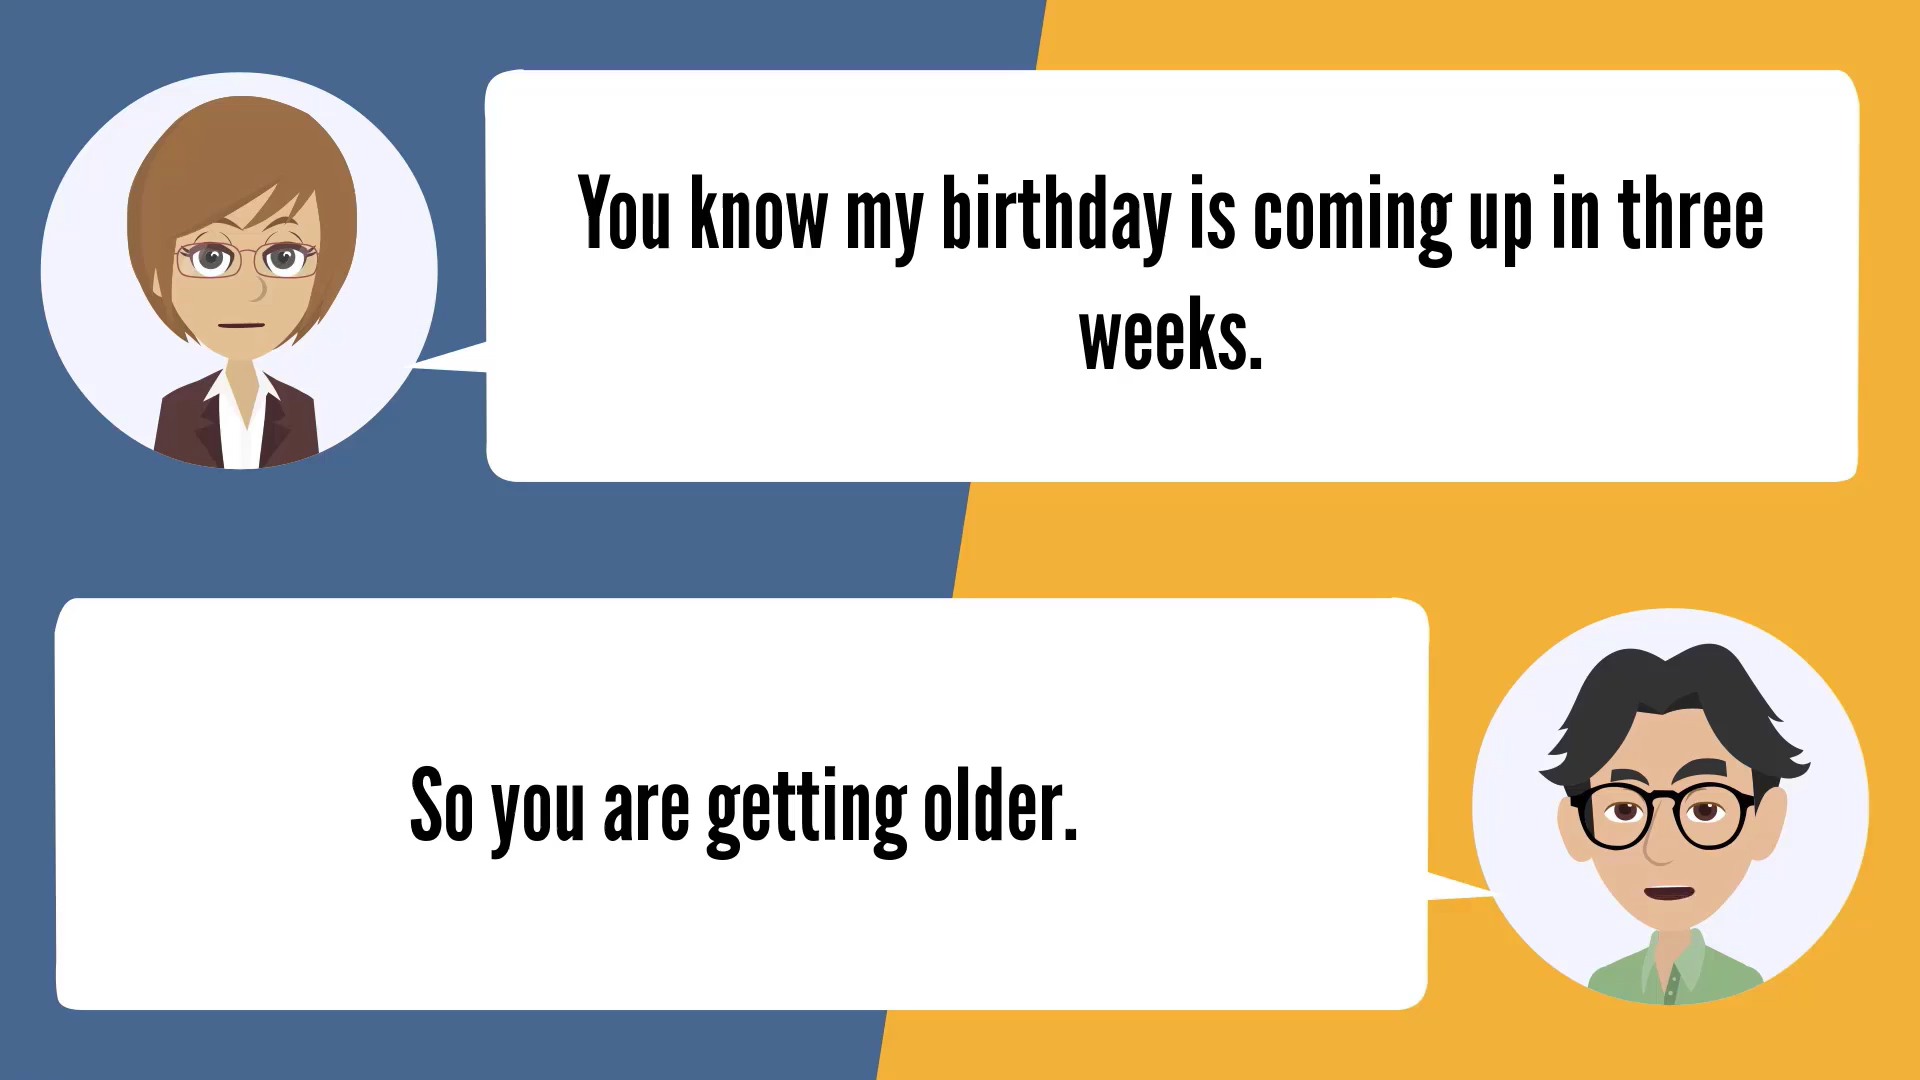 You know my birthday is coming up in three
weeks.
So you are getting older.